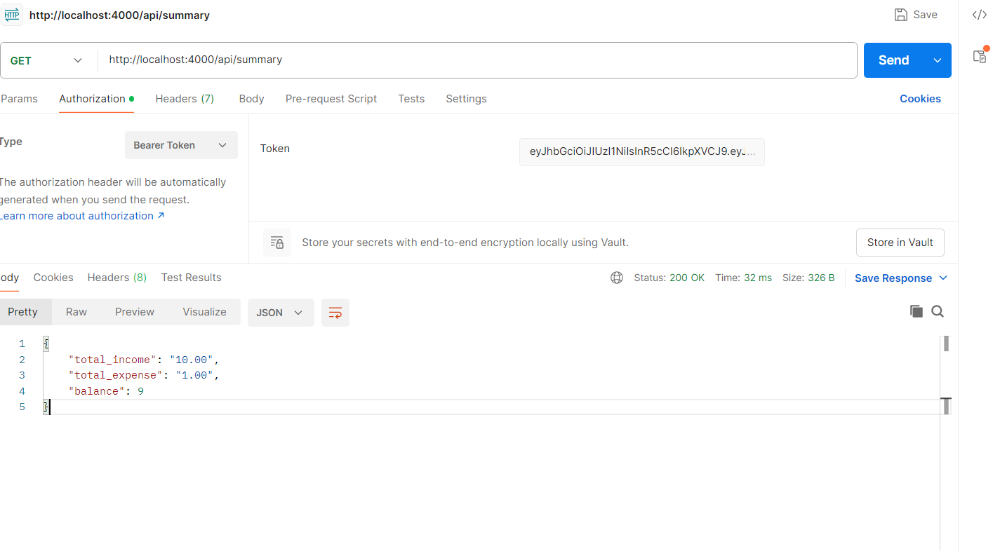 HTTP http://localhost:4000/api/summary Save </>
GET http://localhost:4000/api/summary Send
Params Authorization Headers (7) Body Pre-request Script Tests Settings Cookies
Type Bearer Token
The authorization header will be automatically
generated when you send the request.
Learn more about authorization ↗
Token eyJhbGciOiJIUzI1NiIsInR5cCI6IkpXVCJ9.eyJ...
Store your secrets with end-to-end encryption locally using Vault. Store in Vault
ody Cookies Headers (8) Test Results Status: 200 OK Time: 32 ms Size: 326 B Save Response
Pretty Raw Preview Visualize JSON
1 {
2 "total_income": "10.00",
3 "total_expense": "1.00",
4 "balance": 9
5 }